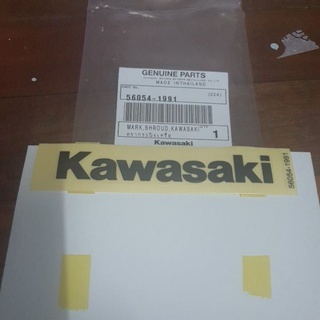 GENUINE PARTS
MADE IN THAILAND
56054-1991
MARK, SHROUD, KAWASAKI
1
Kawasaki
Kawasaki
56054-1991